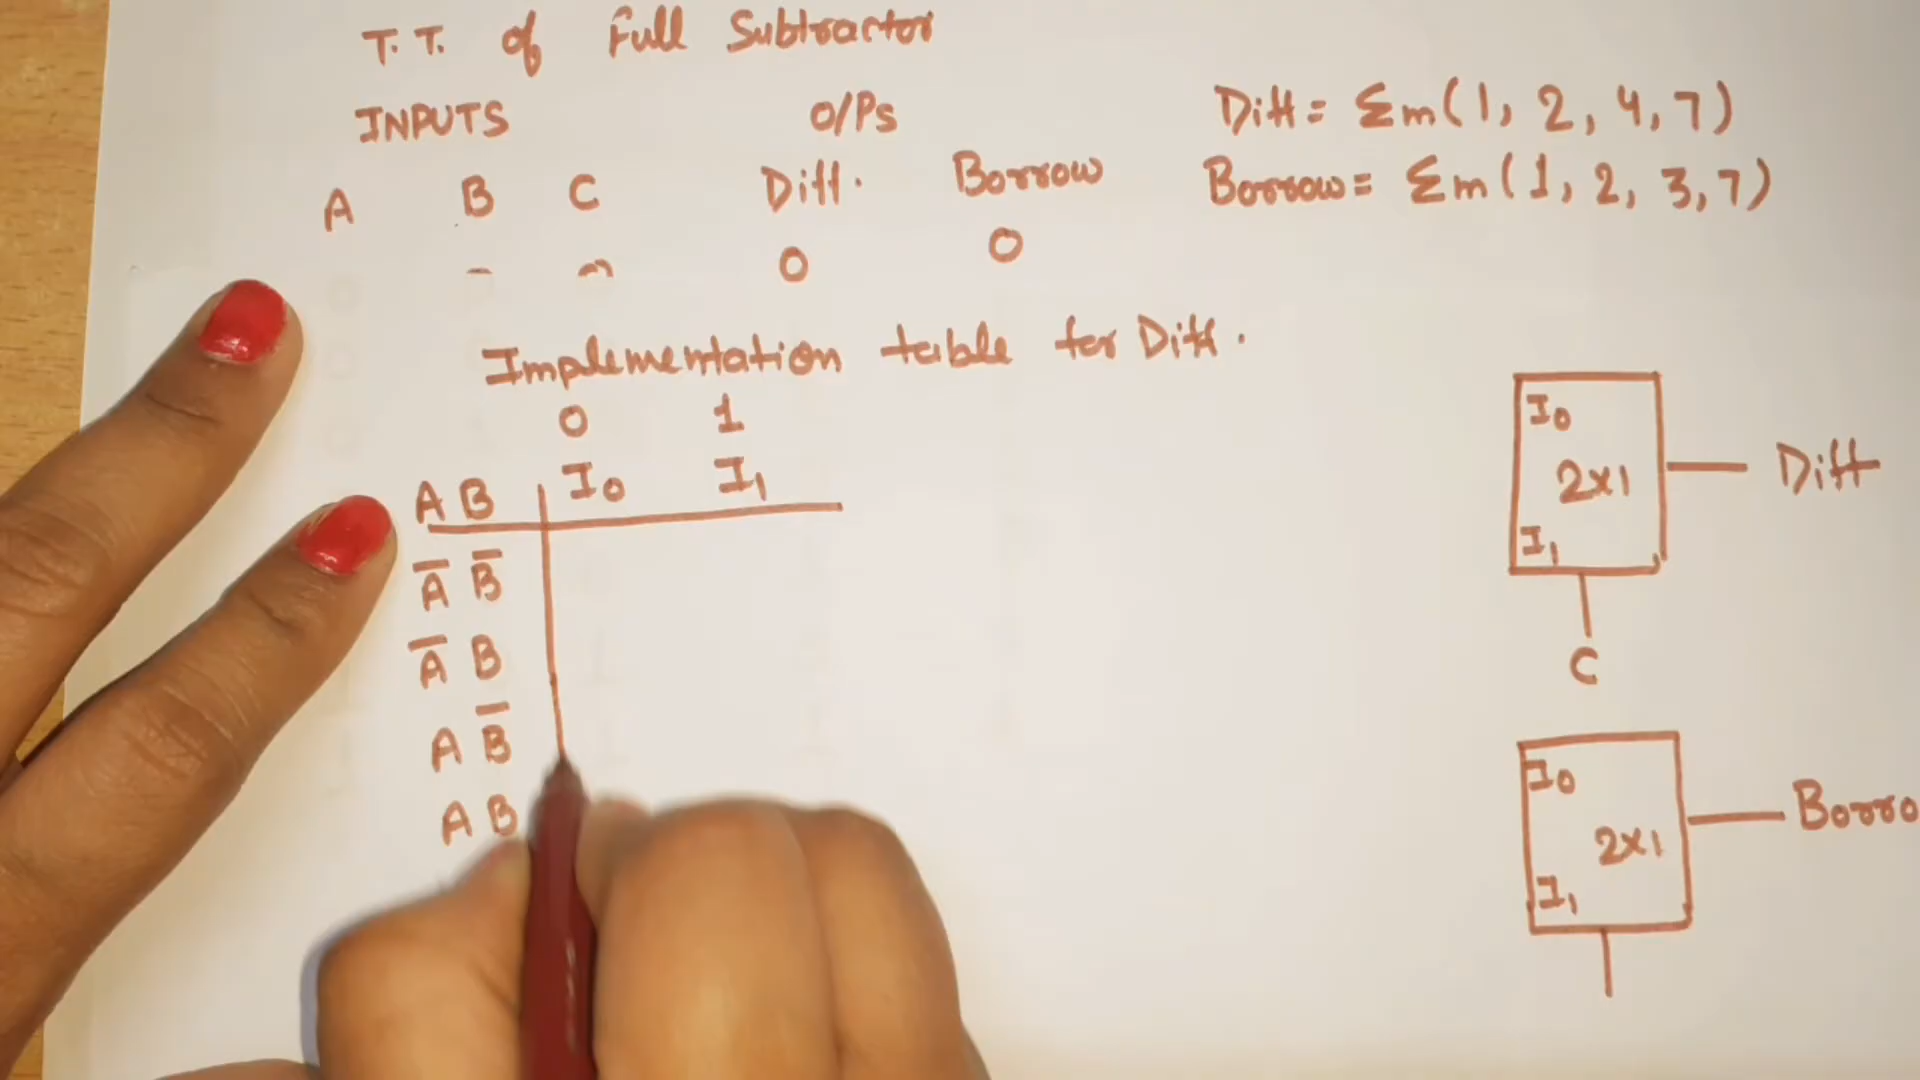 T.T. of Full Subtractor
INPUTS O/Ps
A B C Diff. Borrow
0 0
Diff = Σm(1, 2, 4, 7)
Borrow = Σm(1, 2, 3, 7)
Implementation table for Diff.
0 1
A B I0 I1
A̅ B̅
A̅ B
A B̅
A B
I0
2x1
I1
Diff
C
I0
2x1
I1
Borro